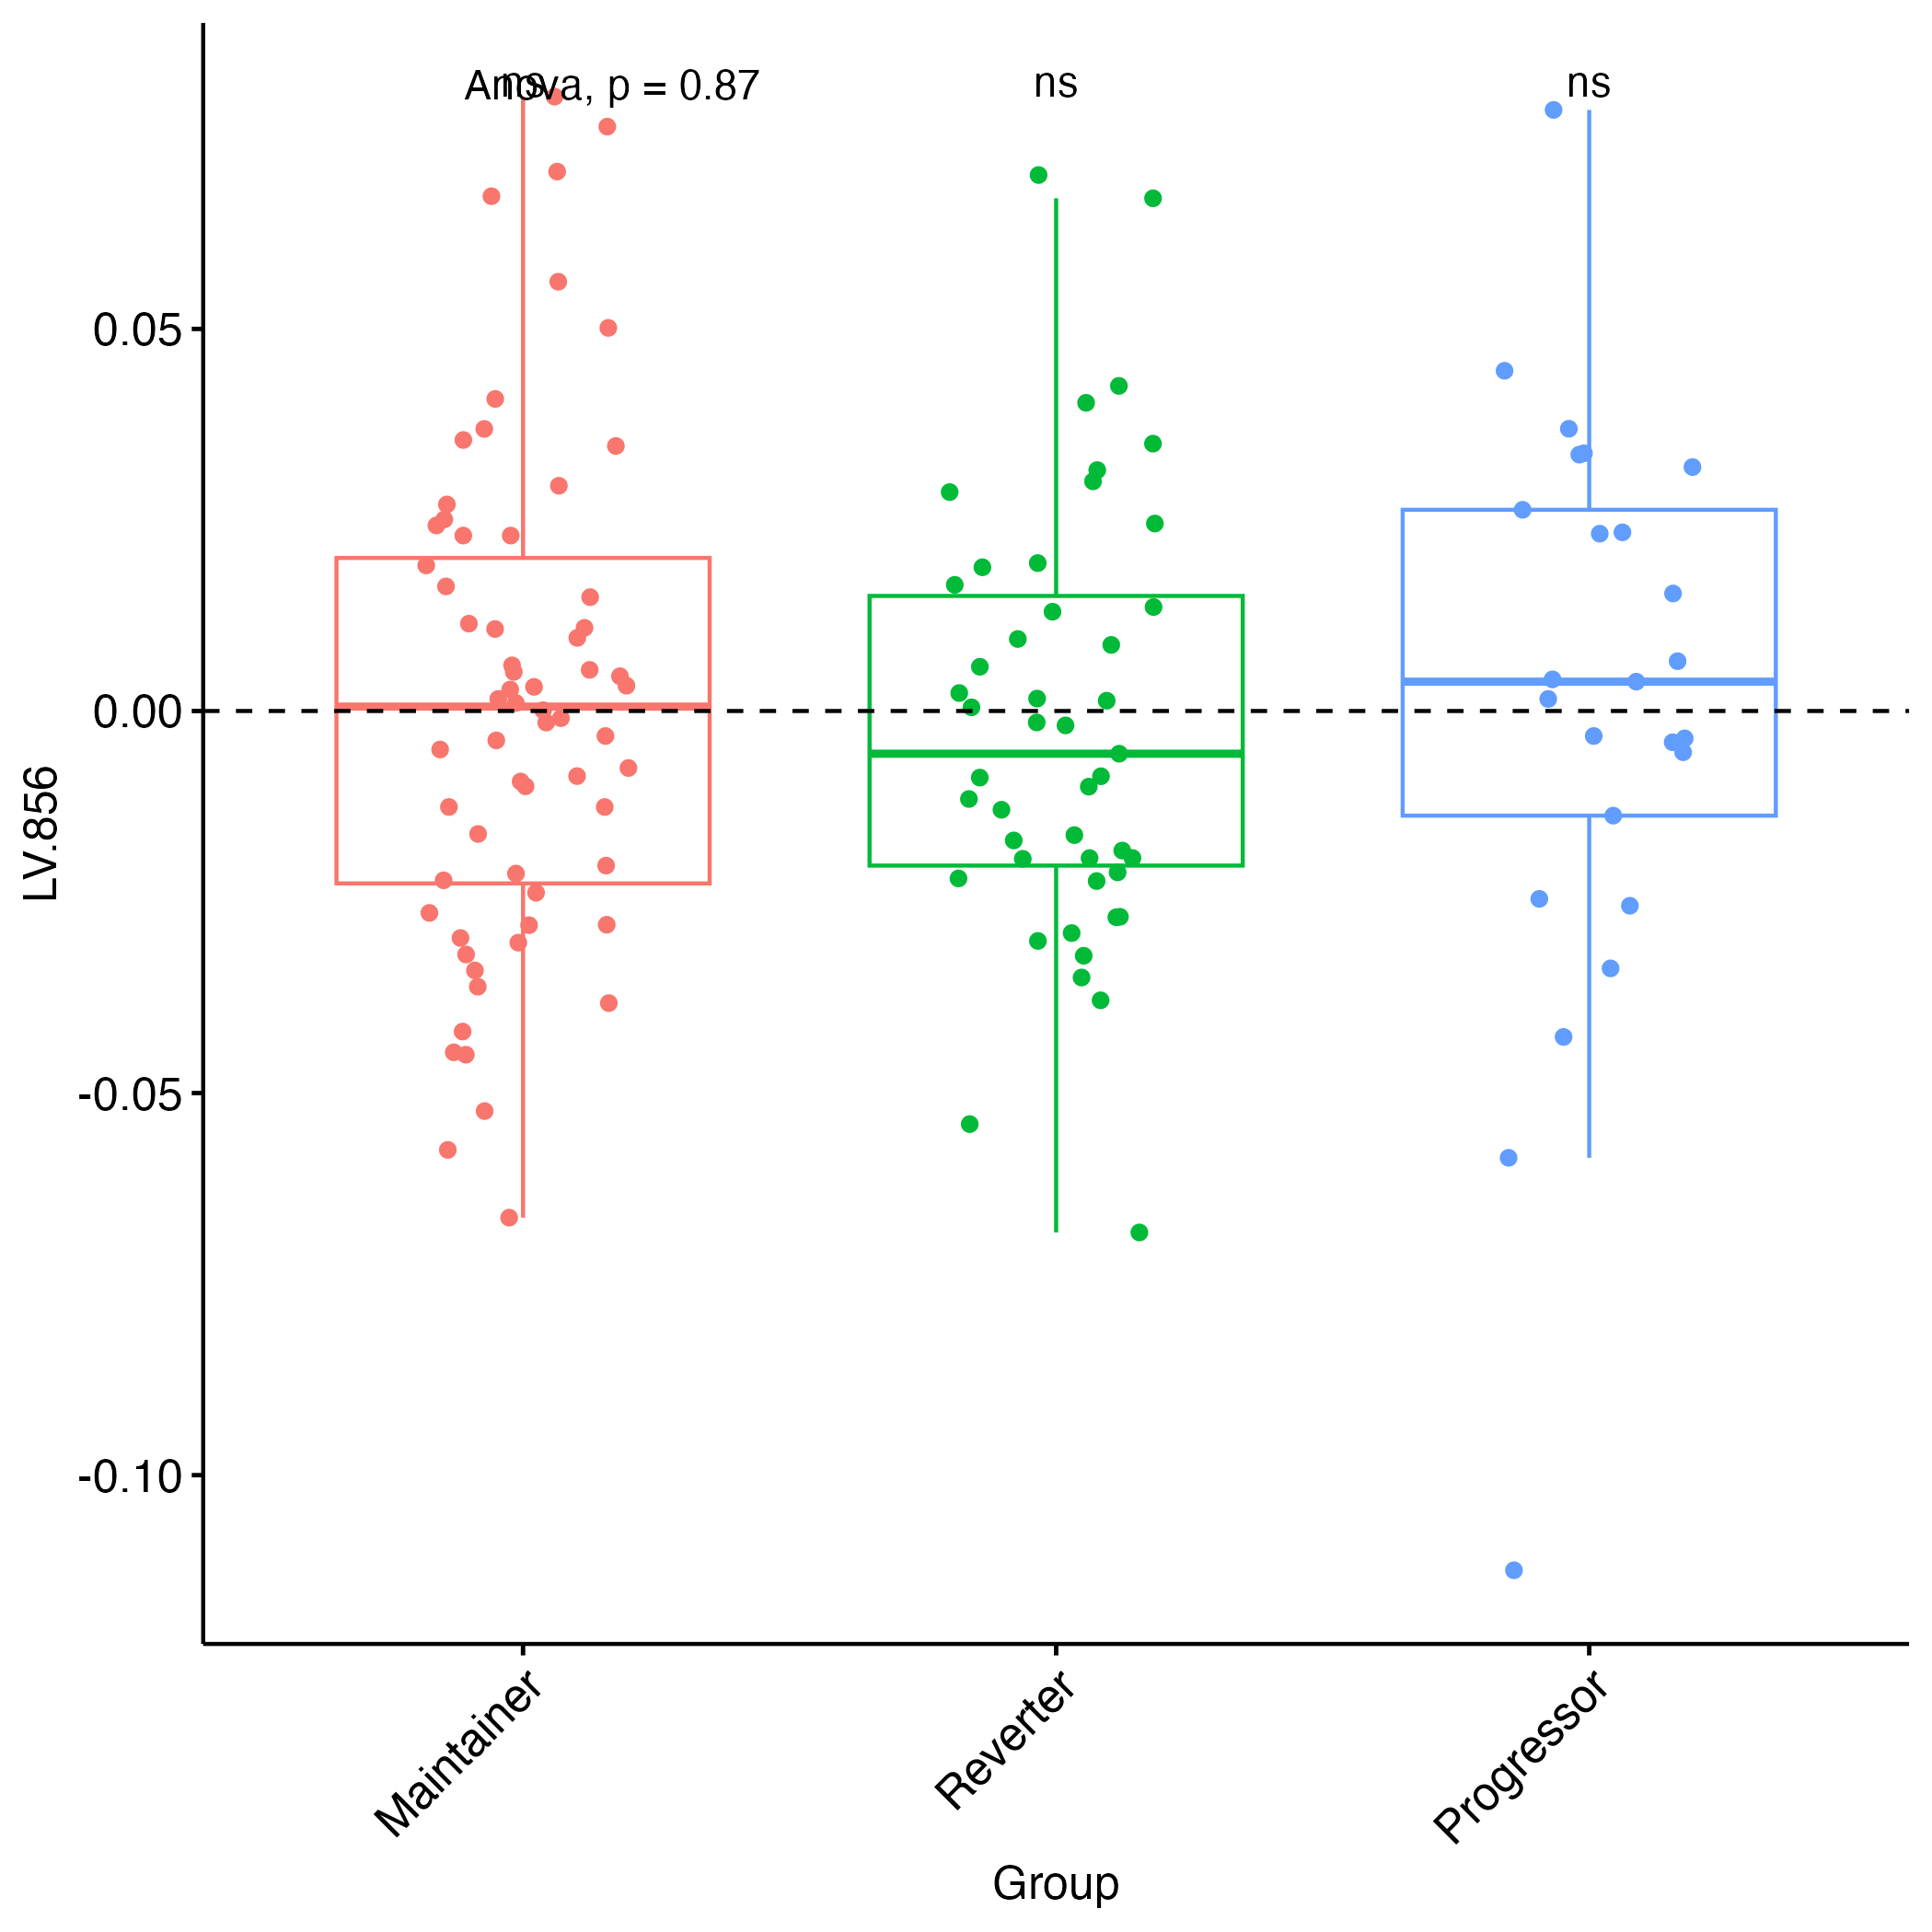 Anova, p = 0.87
ns
ns
ns
0.05
0.00
-0.05
-0.10
LV.856
Maintainer
Reverter
Progressor
Group